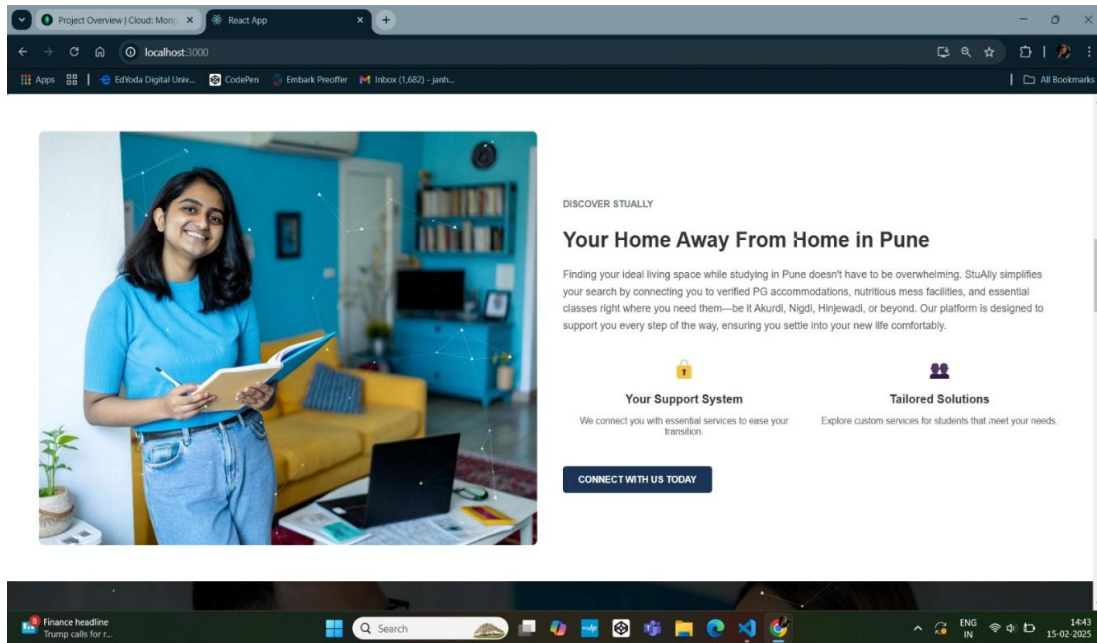 Project Overview | Cloud: Mong
React App
localhost:3000
Apps
EdYoda Digital Univ...
CodePen
Embark Preoffer
Inbox (1,682) - janh...
All Bookmarks
DISCOVER STUALLY
Your Home Away From Home in Pune
Finding your ideal living space while studying in Pune doesn't have to be overwhelming. StuAlly simplifies
your search by connecting you to verified PG accommodations, nutritious mess facilities, and essential
classes right where you need them—be it Akurdi, Nigdi, Hinjewadi, or beyond. Our platform is designed to
support you every step of the way, ensuring you settle into your new life comfortably.
Your Support System
We connect you with essential services to ease your
transition.
Tailored Solutions
Explore custom services for students that meet your needs.
CONNECT WITH US TODAY
8
Finance headline
Trump calls for r...
Search
ENG
IN
14:43
15-02-2025